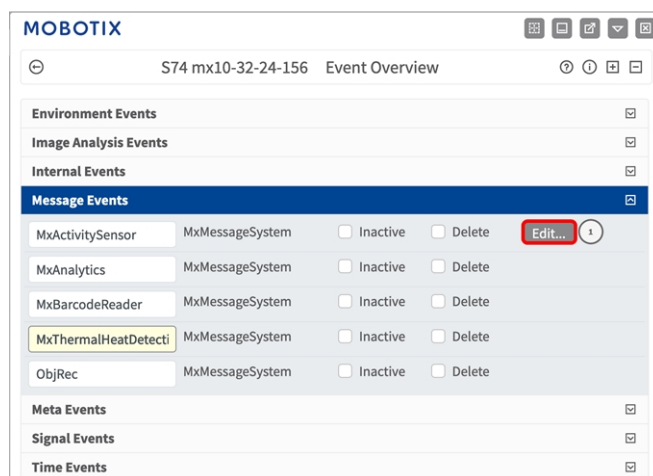 MOBOTIX
S74 mx10-32-24-156 Event Overview
Environment Events
Image Analysis Events
Internal Events
Message Events
MxActivitySensor MxMessageSystem Inactive Delete Edit... 1
MxAnalytics MxMessageSystem Inactive Delete
MxBarcodeReader MxMessageSystem Inactive Delete
MxThermalHeatDetecti MxMessageSystem Inactive Delete
ObjRec MxMessageSystem Inactive Delete
Meta Events
Signal Events
Time Events